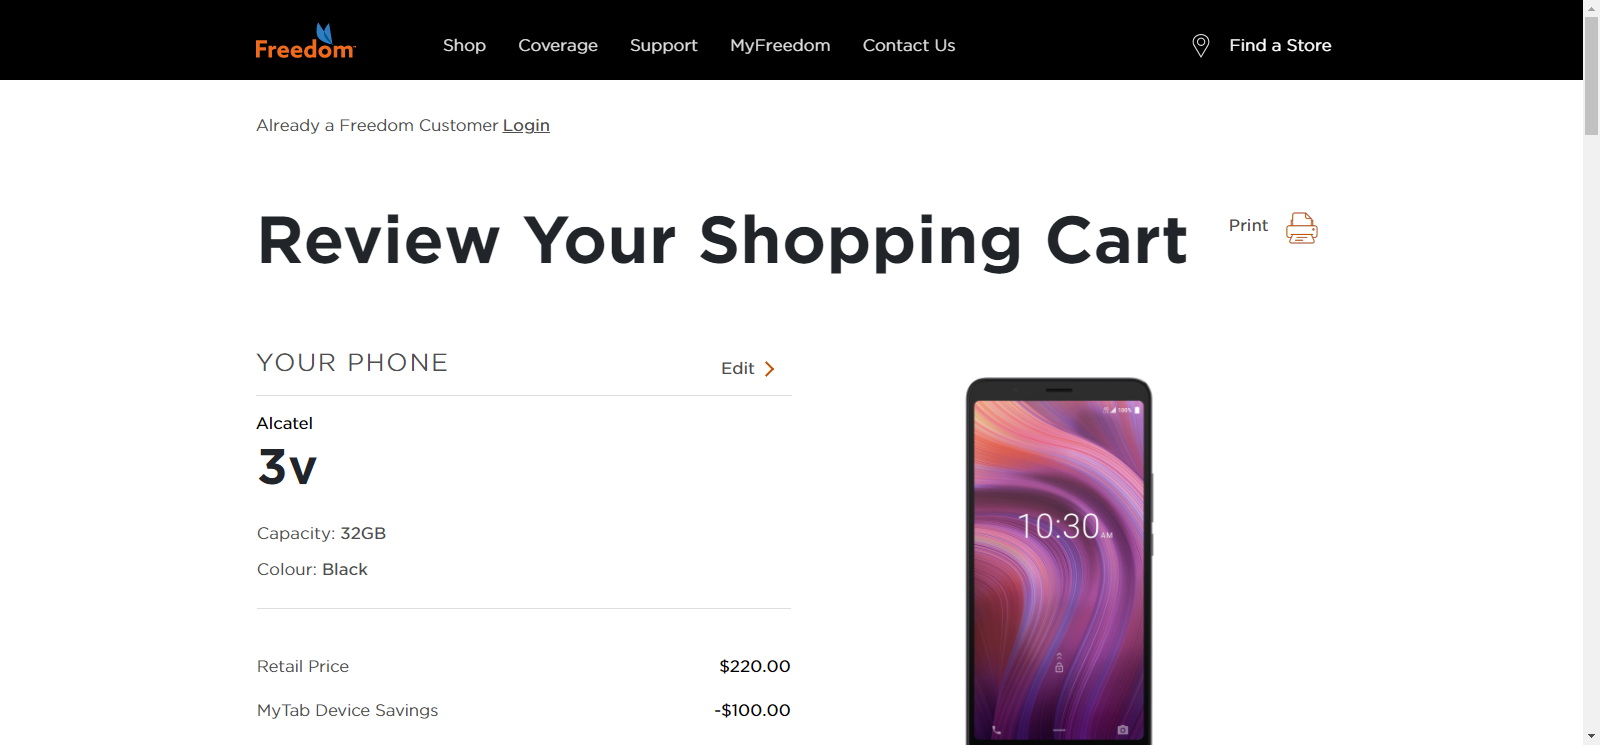 Freedom
Shop
Coverage
Support
MyFreedom
Contact Us
Find a Store
Already a Freedom Customer Login
Review Your Shopping Cart
Print
YOUR PHONE
Edit
Alcatel
3v
Capacity: 32GB
Colour: Black
Retail Price
$220.00
MyTab Device Savings
-$100.00
100%
10:30 AM